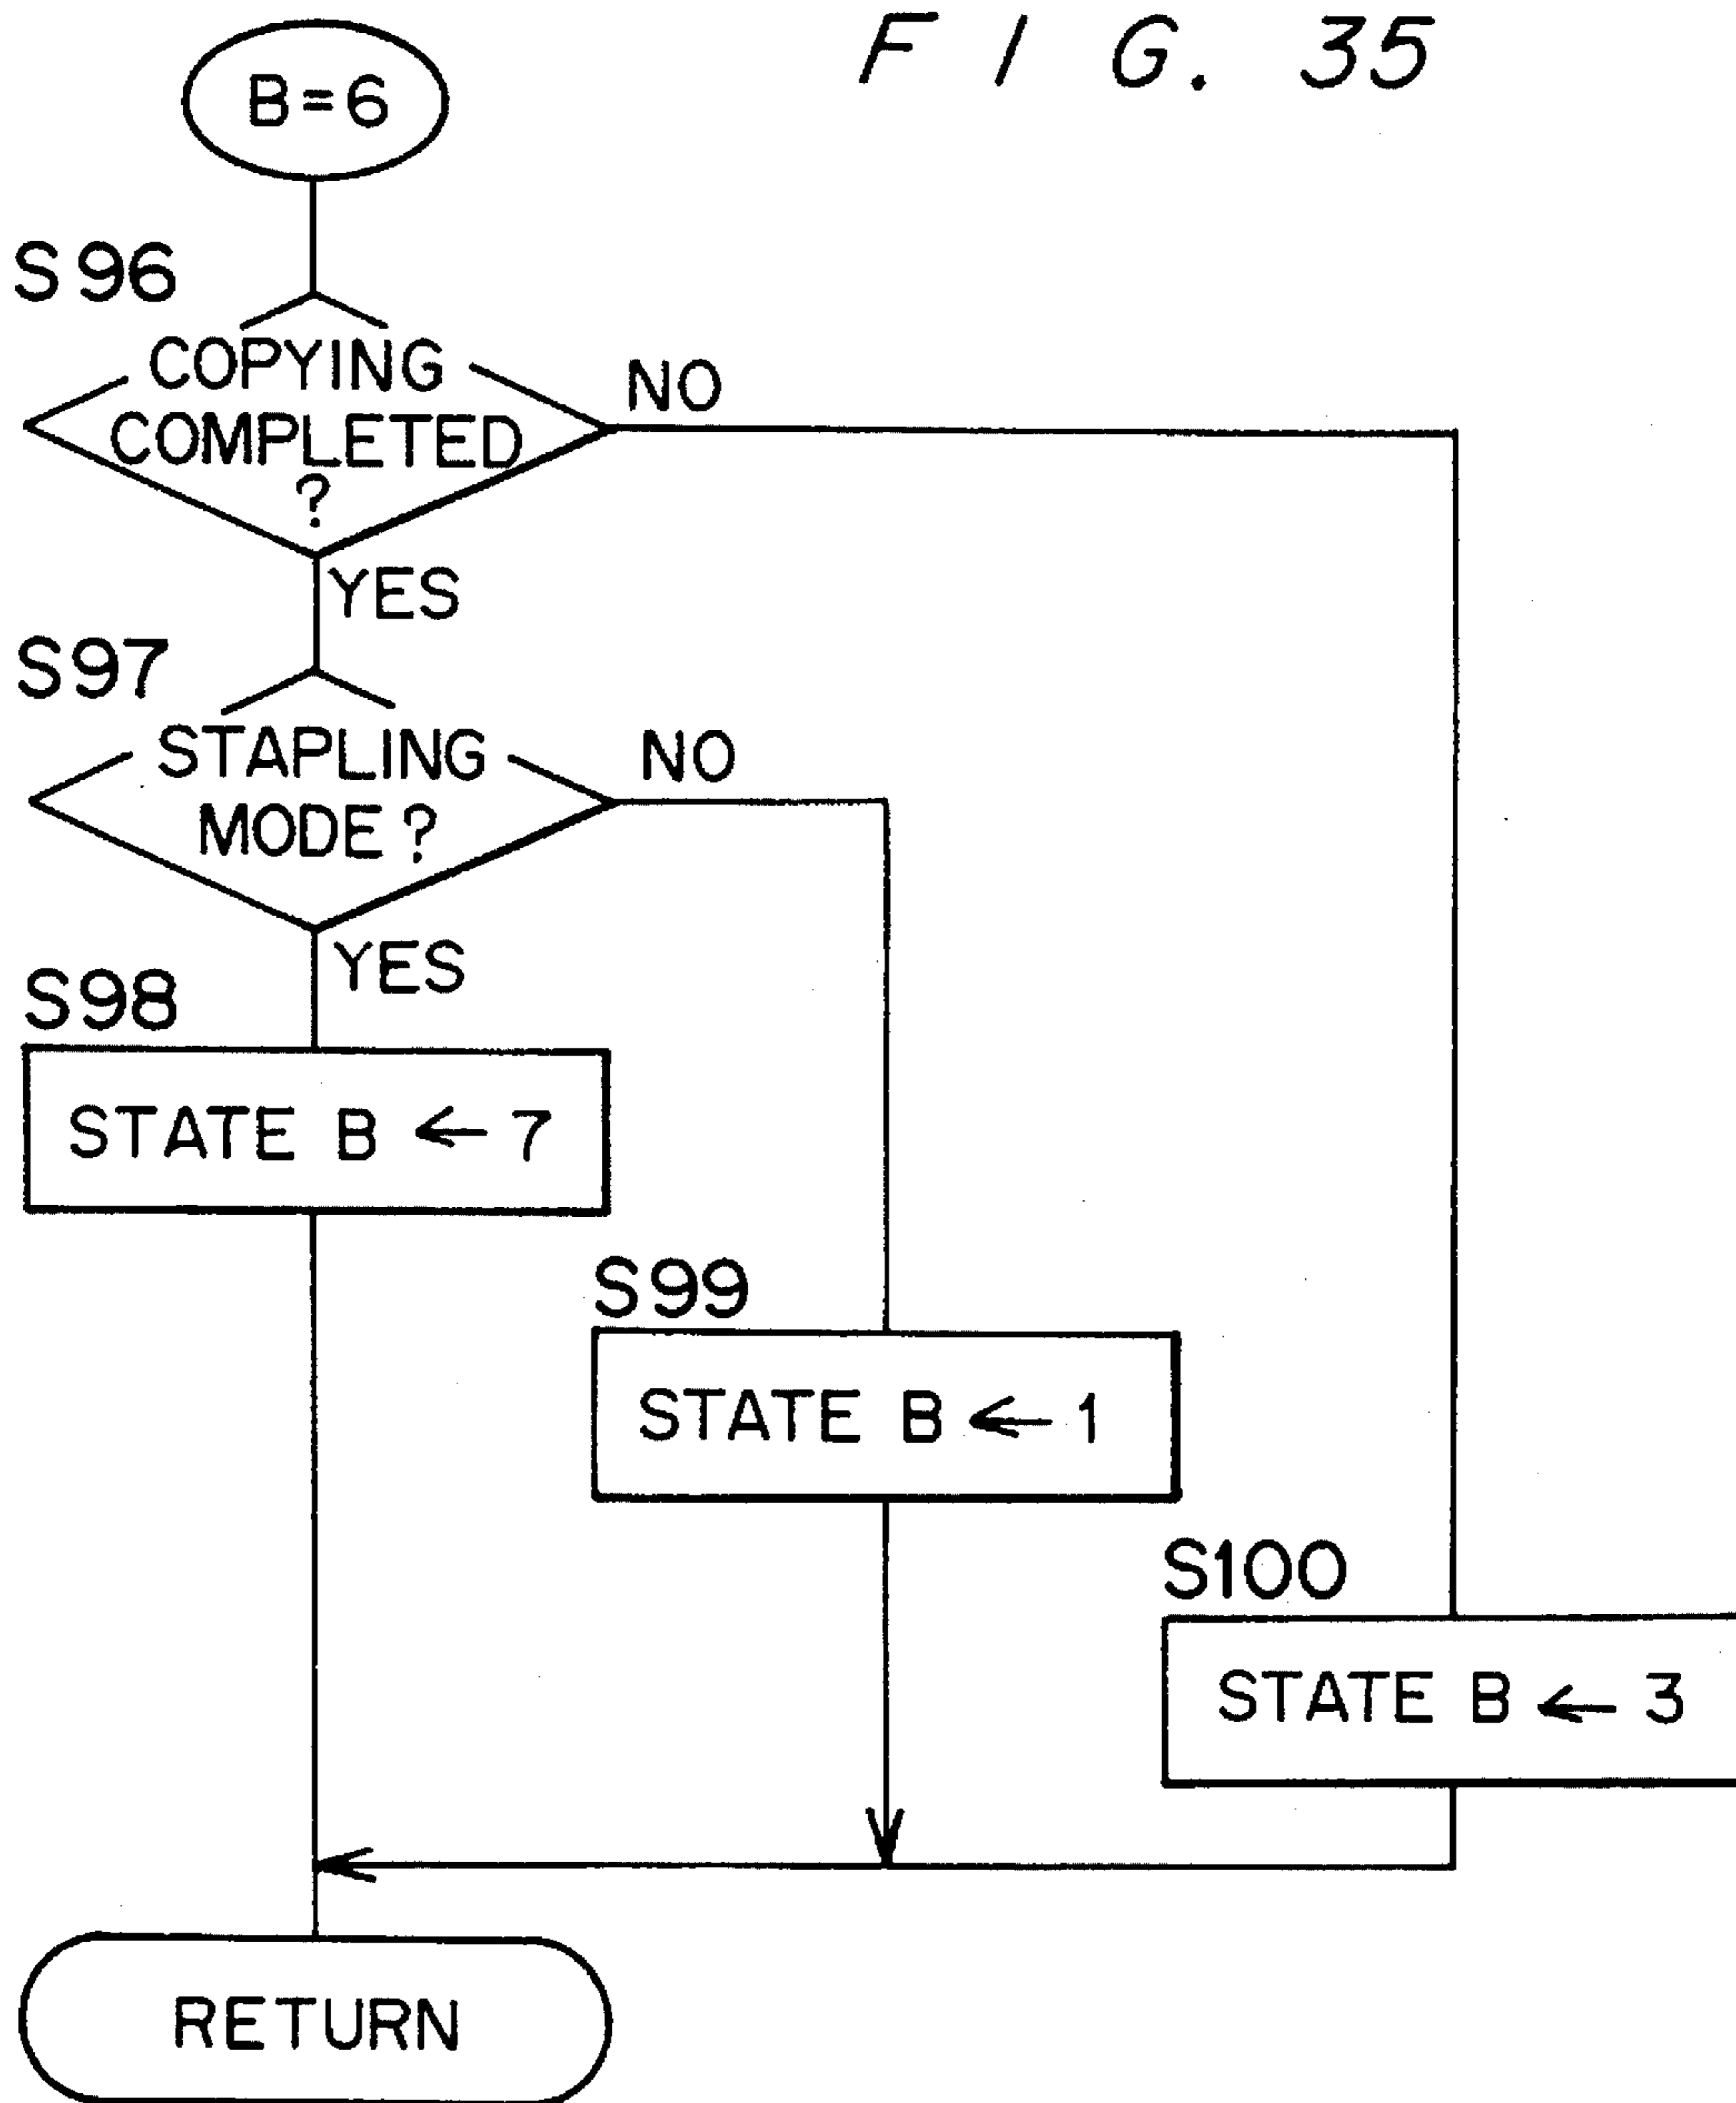 F I G. 35
B=6
S96
COPYING
COMPLETED
?
NO
YES
S97
STAPLING
MODE?
NO
YES
S98
STATE B ← 7
S99
STATE B ← 1
S100
STATE B ← 3
RETURN